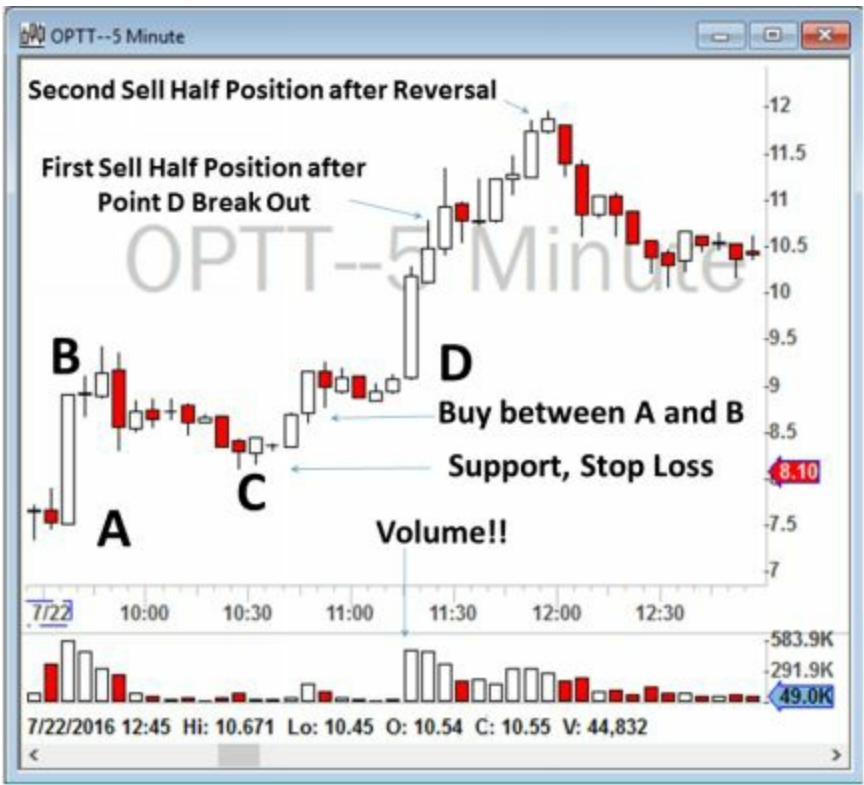 OPTT--5 Minute
Second Sell Half Position after Reversal
First Sell Half Position after
Point D Break Out
OPTT--5 Minute
12
11.5
11
10.5
10
9.5
9
8.5
8.10
7.5
7
B
D
Buy between A and B
Support, Stop Loss
C
A
Volume!!
7/22 10:00 10:30 11:00 11:30 12:00 12:30
583.9K
291.9K
49.0K
7/22/2016 12:45 Hi: 10.671 Lo: 10.45 O: 10.54 C: 10.55 V: 44,832